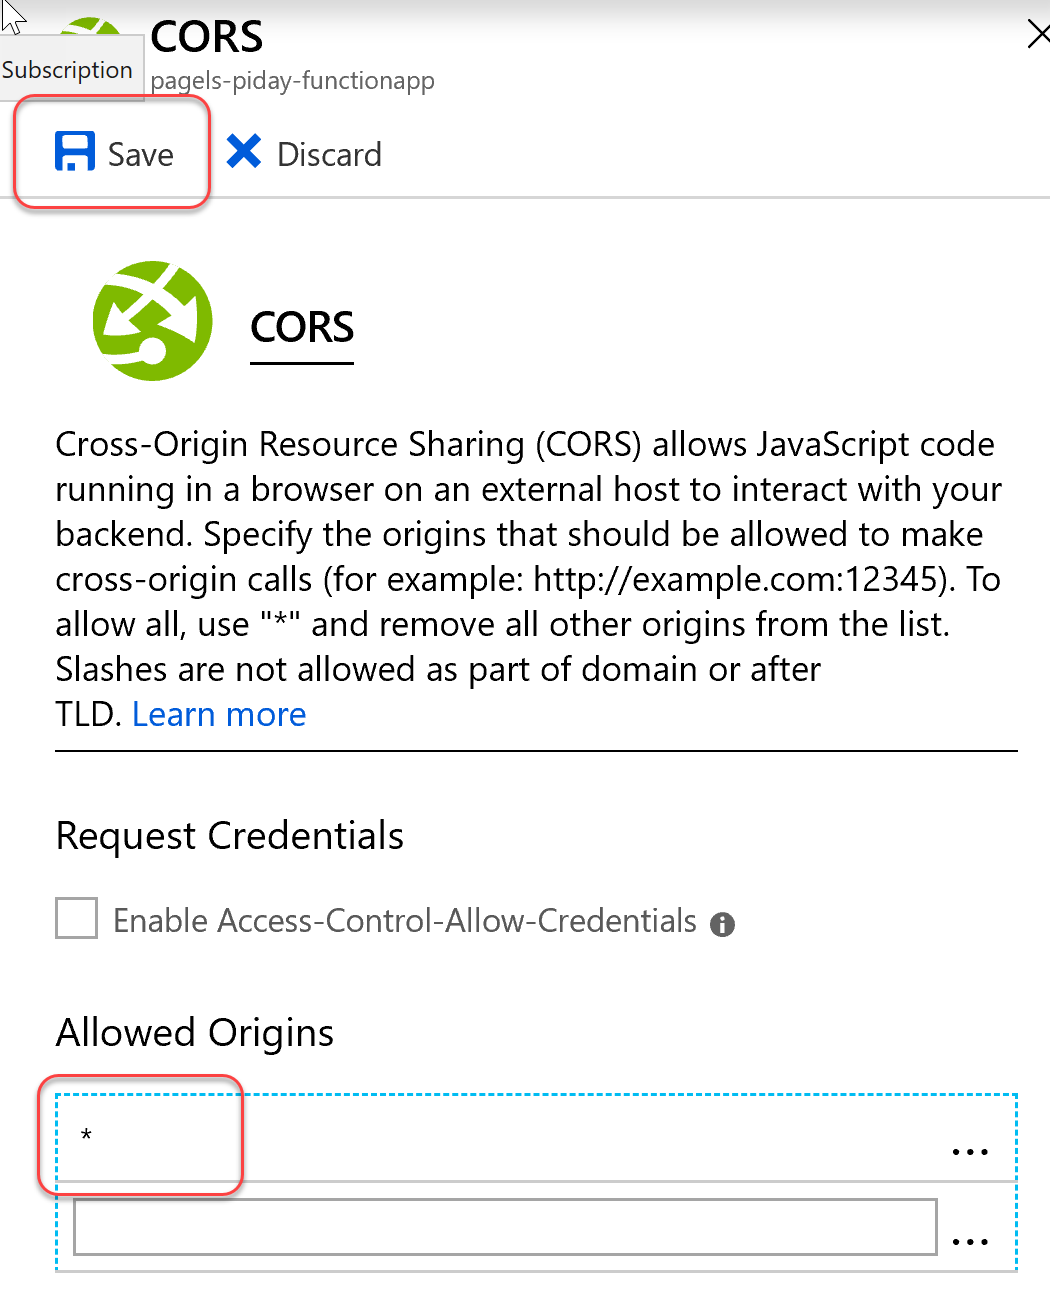 CORS
Subscription
pagels-piday-functionapp
Save
Discard
CORS
Cross-Origin Resource Sharing (CORS) allows JavaScript code
running in a browser on an external host to interact with your
backend. Specify the origins that should be allowed to make
cross-origin calls (for example: http://example.com:12345). To
allow all, use "*" and remove all other origins from the list.
Slashes are not allowed as part of domain or after
TLD. Learn more
Request Credentials
Enable Access-Control-Allow-Credentials
Allowed Origins
*
...
...